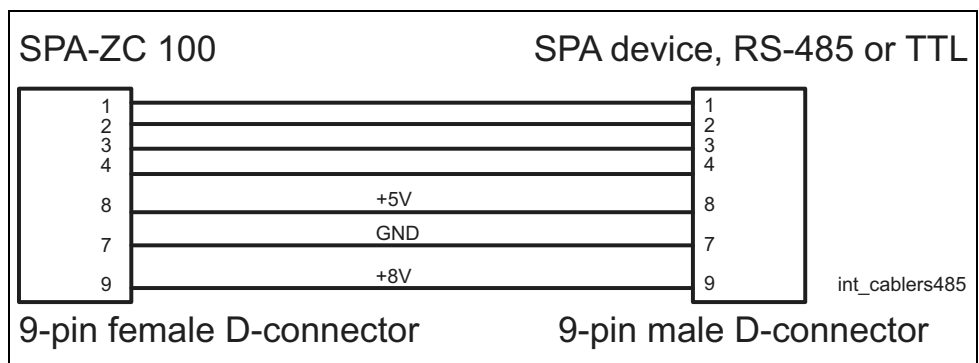 SPA-ZC 100 SPA device, RS-485 or TTL
1 1
2 2
3 3
4 4
8 +5V 8
7 GND 7
9 +8V 9
int_cablers485
9-pin female D-connector 9-pin male D-connector